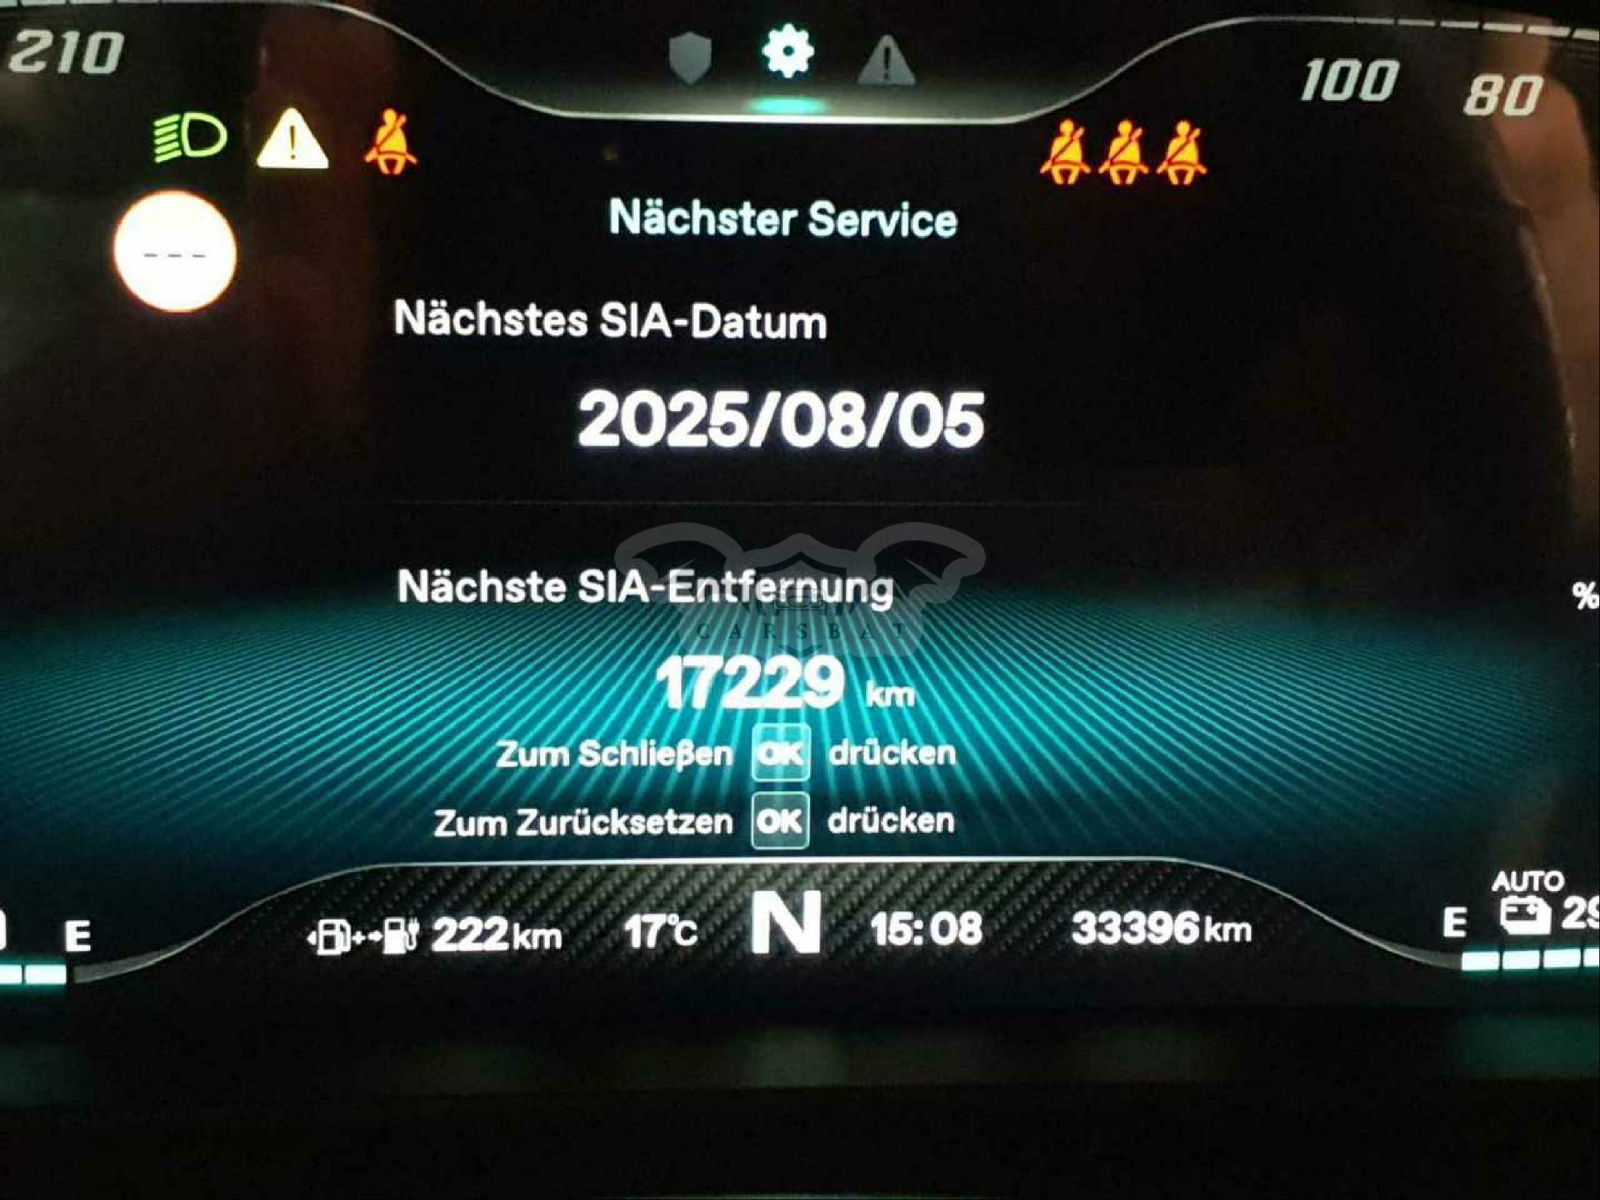 210
100 80
---
Nächster Service
Nächstes SIA-Datum
2025/08/05
Nächste SIA-Entfernung
%
CARSBAT
17229 km
Zum Schließen OK drücken
Zum Zurücksetzen OK drücken
AUTO
E 222km 17°C N 15:08 33396km E 29